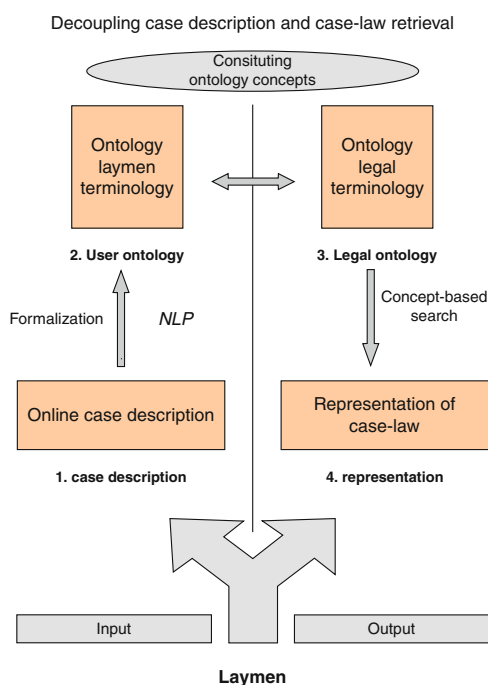 Decoupling case description and case-law retrieval
Consituting
ontology concepts
Ontology
laymen
terminology
Ontology
legal
terminology
2. User ontology
3. Legal ontology
Formalization
NLP
Concept-based
search
Online case description
Representation of
case-law
1. case description
4. representation
Input
Output
Laymen